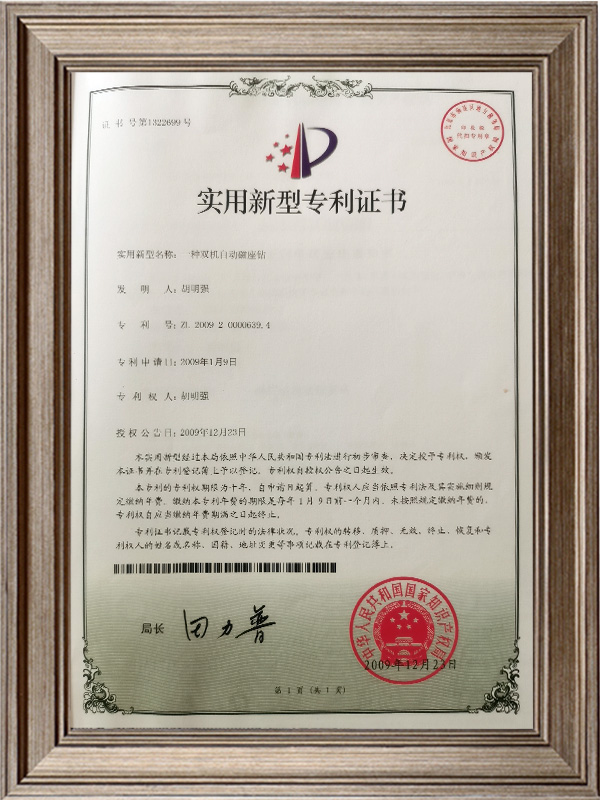 证 书 号 第1322699号
实用新型专利证书
实用新型名称：一种双机自动磁座钻
发 明 人：胡明强
专 利 号：ZL 2009 2 0000639.4
专利申请日：2009年1月9日
专 利 权 人：胡明强
授权公告日：2009年12月23日
本实用新型经过本局依照中华人民共和国专利法进行初步审查，决定授予专利权，颁发
本证书并在专利登记簿上予以登记。专利权自授权公告之日起生效。
本专利的专利权期限为十年，自申请日起算。专利权人应当依照专利法及其实施细则规
定缴纳年费。缴纳本专利年费的期限是每年 1 月 9 日前一个月内。未按照规定缴纳年费的，
专利权自应当缴纳年费期满之日起终止。
专利证书记载专利权登记时的法律状况。专利权的转移、质押、无效、终止、恢复和专
利权人的姓名或名称、国籍、地址变更等事项记载在专利登记簿上。
局长 田力普
中华人民共和国国家知识产权局
2009年12月23日
第 1 页 (共 1 页)